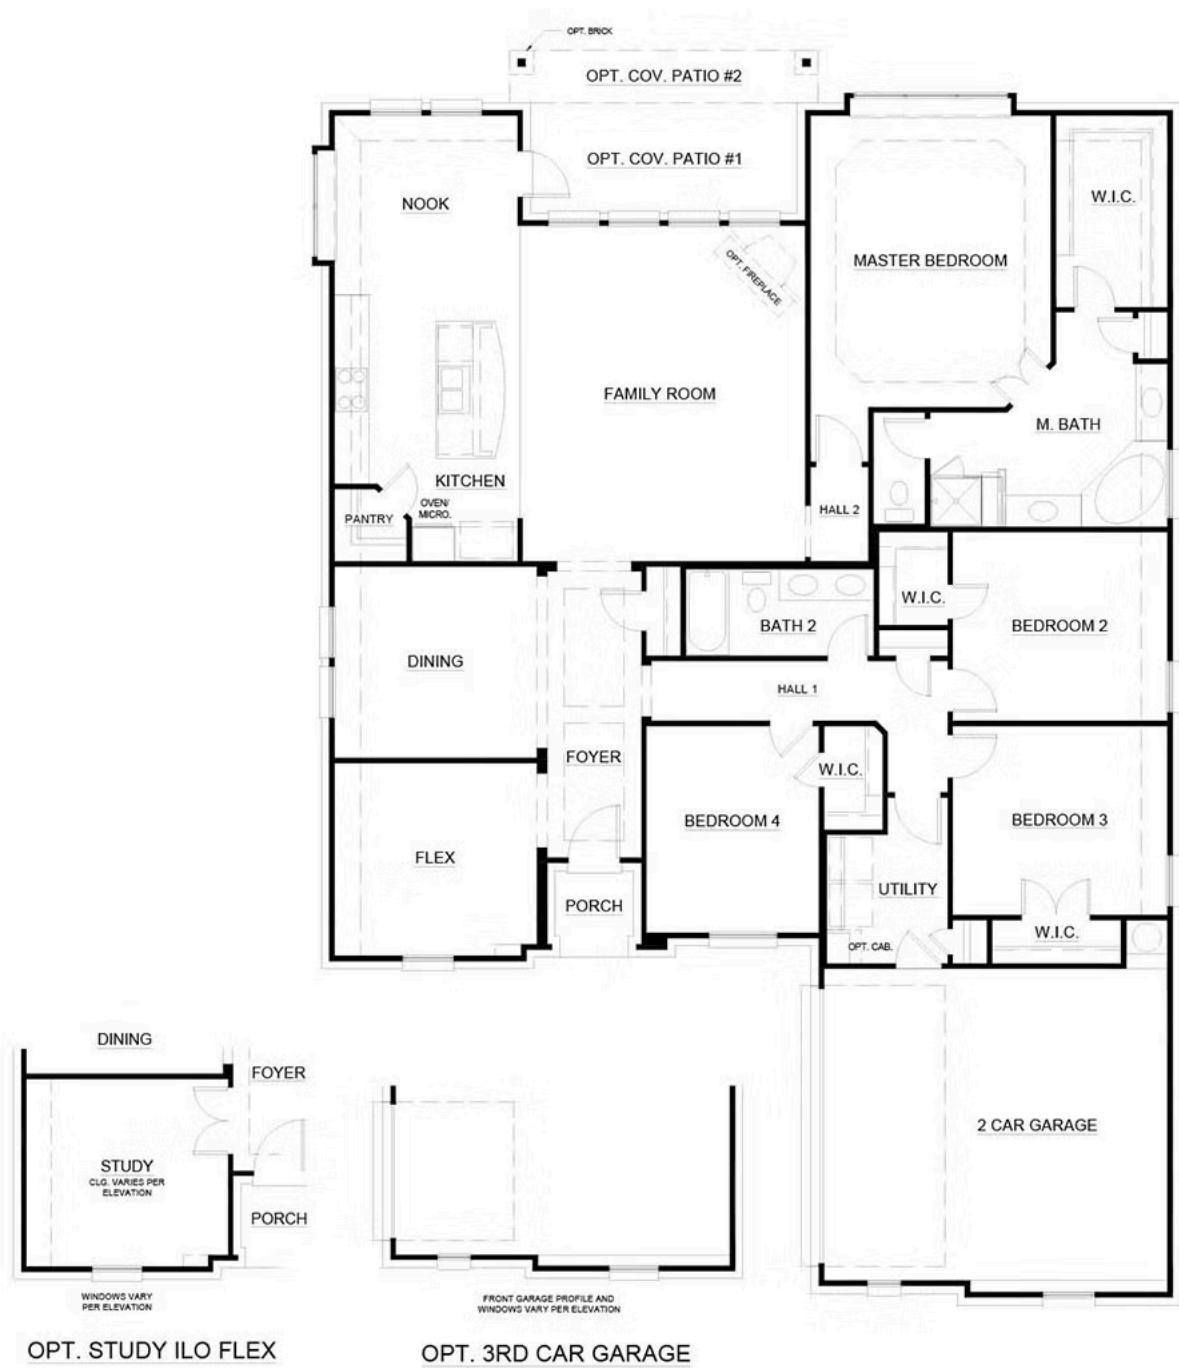 OPT. BRICK
OPT. COV. PATIO #2
OPT. COV. PATIO #1
NOOK
W.I.C.
MASTER BEDROOM
OPT. FIREPLACE
FAMILY ROOM
M. BATH
KITCHEN
OVEN/
MICRO.
PANTRY
HALL 2
W.I.C.
BATH 2
BEDROOM 2
DINING
HALL 1
FOYER
W.I.C.
BEDROOM 4
BEDROOM 3
FLEX
UTILITY
PORCH
W.I.C.
OPT. CAB.
DINING
FOYER
STUDY
CLG. VARIES PER
ELEVATION
PORCH
2 CAR GARAGE
WINDOWS VARY
PER ELEVATION
FRONT GARAGE PROFILE AND
WINDOWS VARY PER ELEVATION
OPT. STUDY ILO FLEX
OPT. 3RD CAR GARAGE